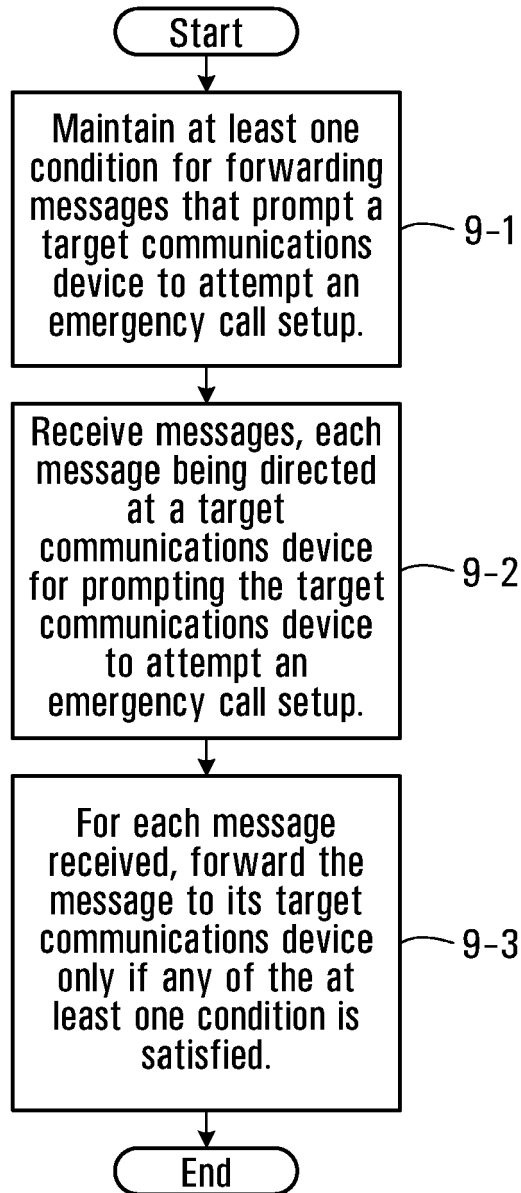 Start
Maintain at least one
condition for forwarding
messages that prompt a
target communications
device to attempt an
emergency call setup.
9-1
Receive messages, each
message being directed
at a target
communications device
for prompting the target
communications device
to attempt an
emergency call setup.
9-2
For each message
received, forward the
message to its target
communications device
only if any of the at
least one condition is
satisfied.
9-3
End